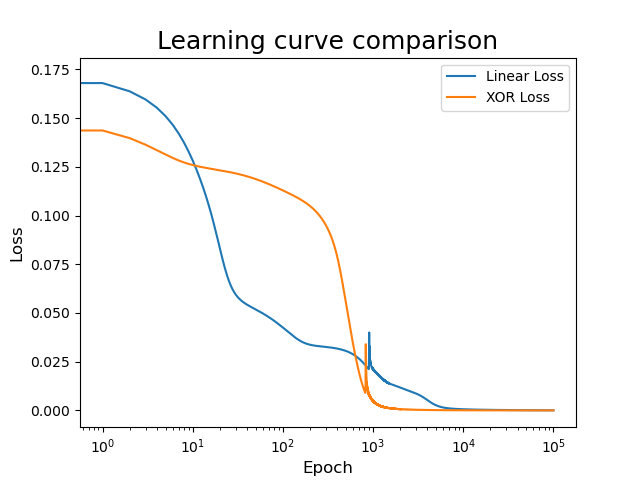 Learning curve comparison
Linear Loss
XOR Loss
Loss
0.175
0.150
0.125
0.100
0.075
0.050
0.025
0.000
10⁰ 10¹ 10² 10³ 10⁴ 10⁵
Epoch